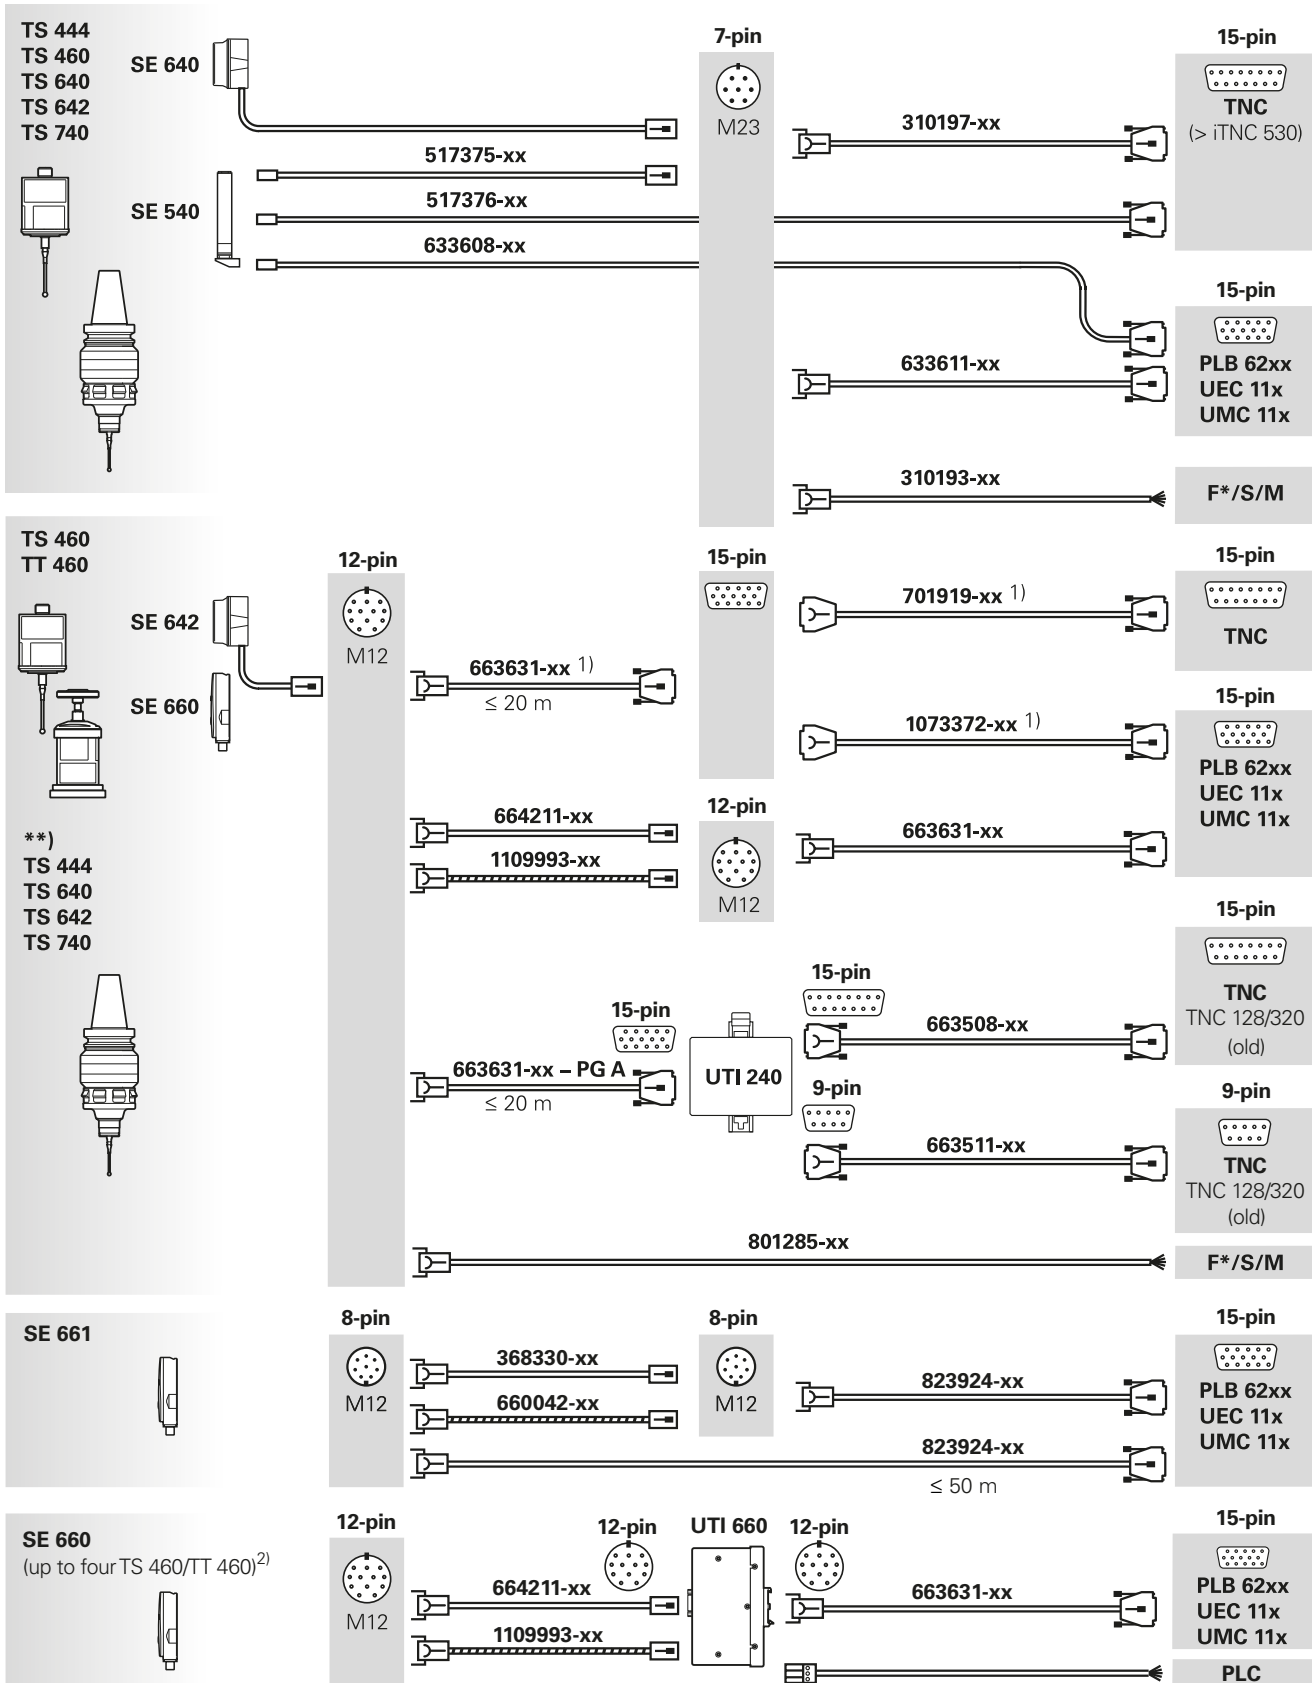 TS 444
TS 460
TS 640
TS 642
TS 740
SE 640
7-pin
M23
15-pin
TNC
(> iTNC 530)
310197-xx
517375-xx
SE 540
517376-xx
633608-xx
15-pin
PLB 62xx
UEC 11x
UMC 11x
633611-xx
310193-xx
F*/S/M
TS 460
TT 460
12-pin
M12
15-pin
15-pin
TNC
SE 642
701919-xx 1)
663631-xx 1)
≤ 20 m
SE 660
15-pin
PLB 62xx
UEC 11x
UMC 11x
1073372-xx 1)
**)
TS 444
TS 640
TS 642
TS 740
664211-xx
1109993-xx
12-pin
M12
663631-xx
15-pin
TNC
TNC 128/320
(old)
15-pin
15-pin
663508-xx
663631-xx – PG A
≤ 20 m
UTI 240
9-pin
663511-xx
9-pin
TNC
TNC 128/320
(old)
801285-xx
F*/S/M
SE 661
8-pin
M12
368330-xx
660042-xx
8-pin
M12
823924-xx
15-pin
PLB 62xx
UEC 11x
UMC 11x
823924-xx
≤ 50 m
SE 660
(up to four TS 460/TT 460)2)
12-pin
M12
12-pin
UTI 660
12-pin
15-pin
664211-xx
1109993-xx
663631-xx
PLB 62xx
UEC 11x
UMC 11x
PLC